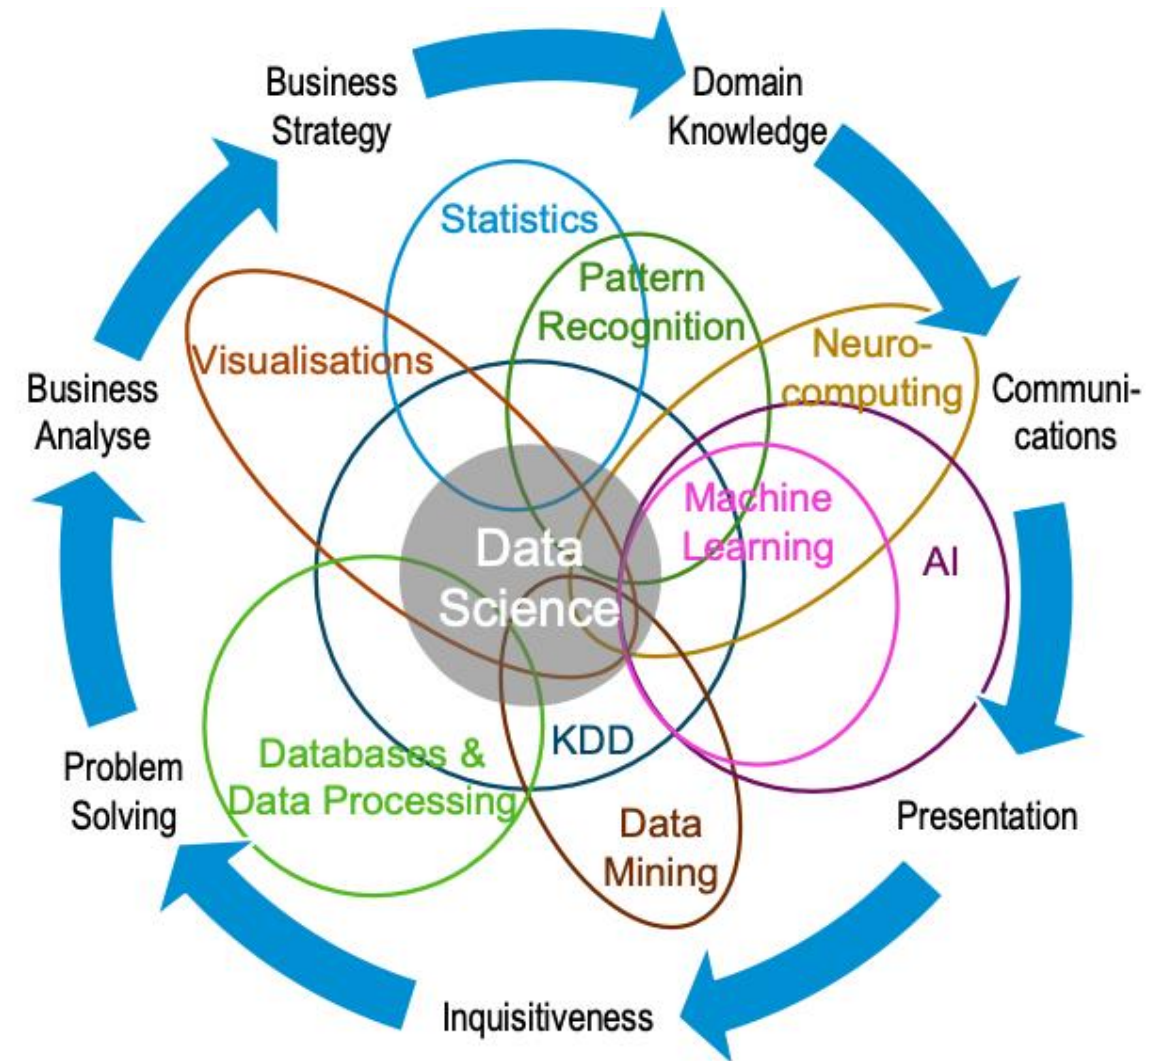 Business
Strategy
Domain
Knowledge
Statistics
Pattern
Recognition
Neuro-
computing
Visualisations
Business
Analyse
Communi-
cations
Machine
Learning
AI
Data
Science
KDD
Databases &
Data Processing
Data
Mining
Problem
Solving
Presentation
Inquisitiveness